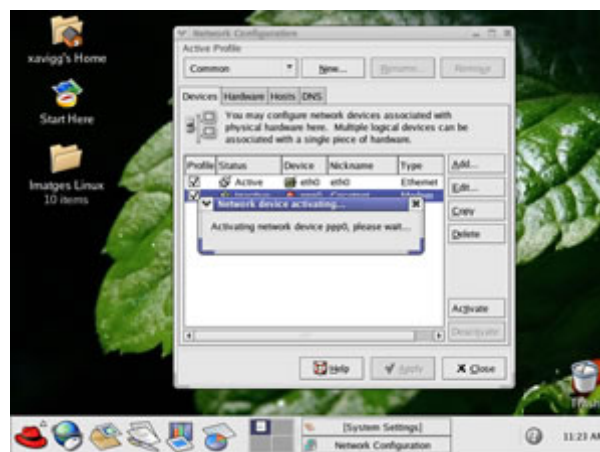 xavigg's Home
Start Here
Imatges Linux
10 items
Network Configuration
Active Profile
Common
New...
Rename...
Remove
Devices Hardware Hosts DNS
You may configure network devices associated with
physical hardware here. Multiple logical devices can be
associated with a single piece of hardware.
Profile Status Device Nickname Type
Active eth0 eth0 Ethernet
Network device activating...
Activating network device ppp0, please wait...
Add...
Edit...
Copy
Delete
Activate
Deactivate
Help
Apply
Close
[System Settings]
Network Configuration
11:23 AM